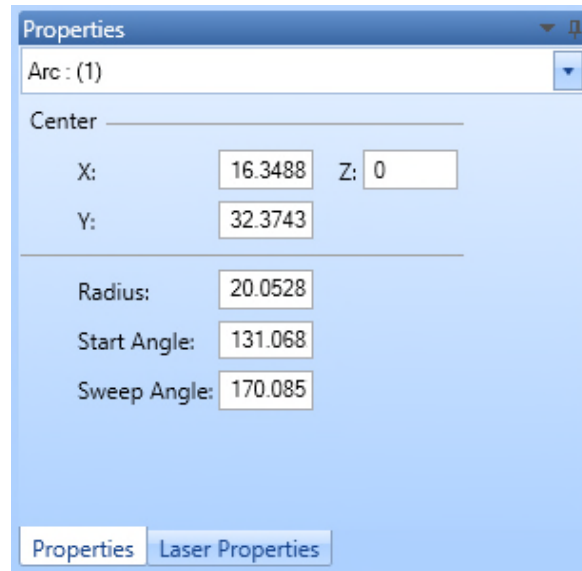 Properties
Arc : (1)
Center
X: 16.3488 Z: 0
Y: 32.3743
Radius: 20.0528
Start Angle: 131.068
Sweep Angle: 170.085
Properties Laser Properties